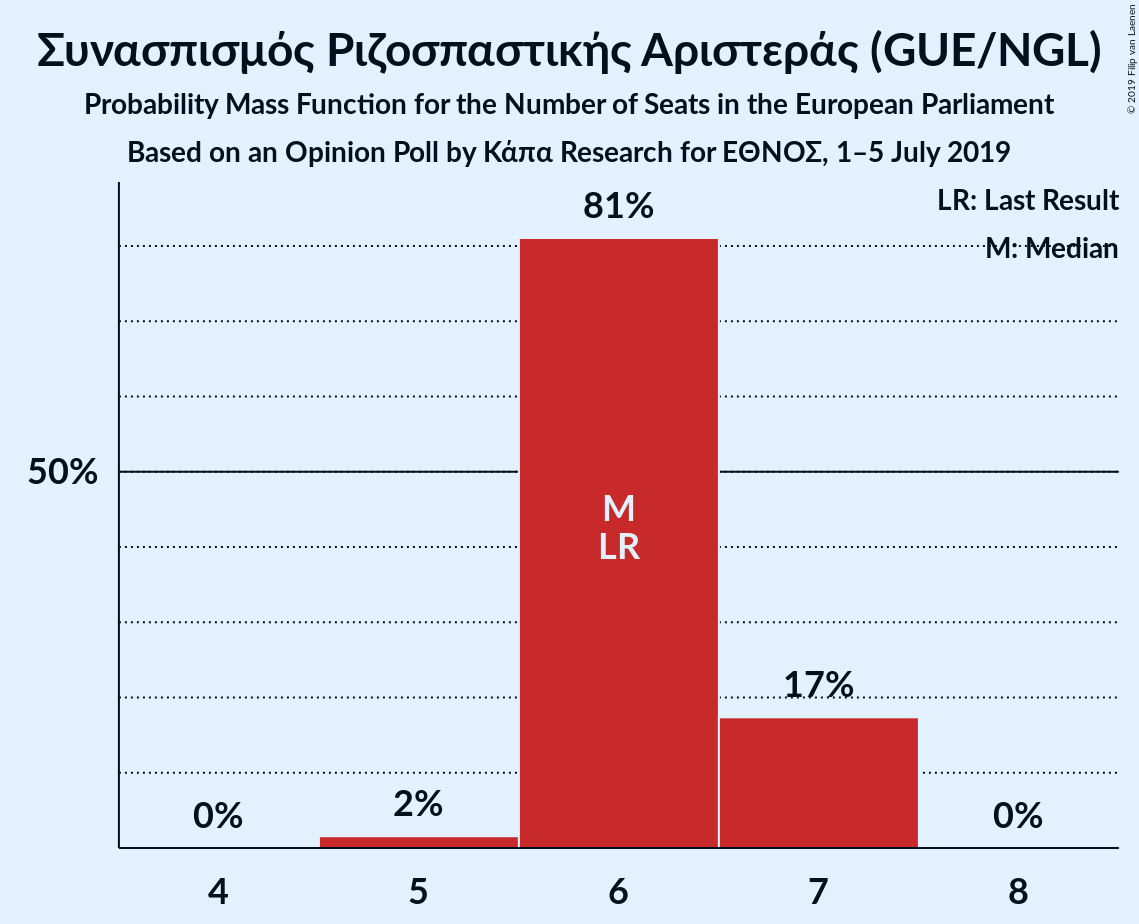 Συνασπισμός Ριζοσπαστικής Αριστεράς (GUE/NGL)
Probability Mass Function for the Number of Seats in the European Parliament
Based on an Opinion Poll by Κάπα Research for ΕΘΝΟΣ, 1–5 July 2019
© 2019 Filip van Laenen
LR: Last Result
M: Median
81%
50%
M
LR
17%
2%
0%
0%
4
5
6
7
8